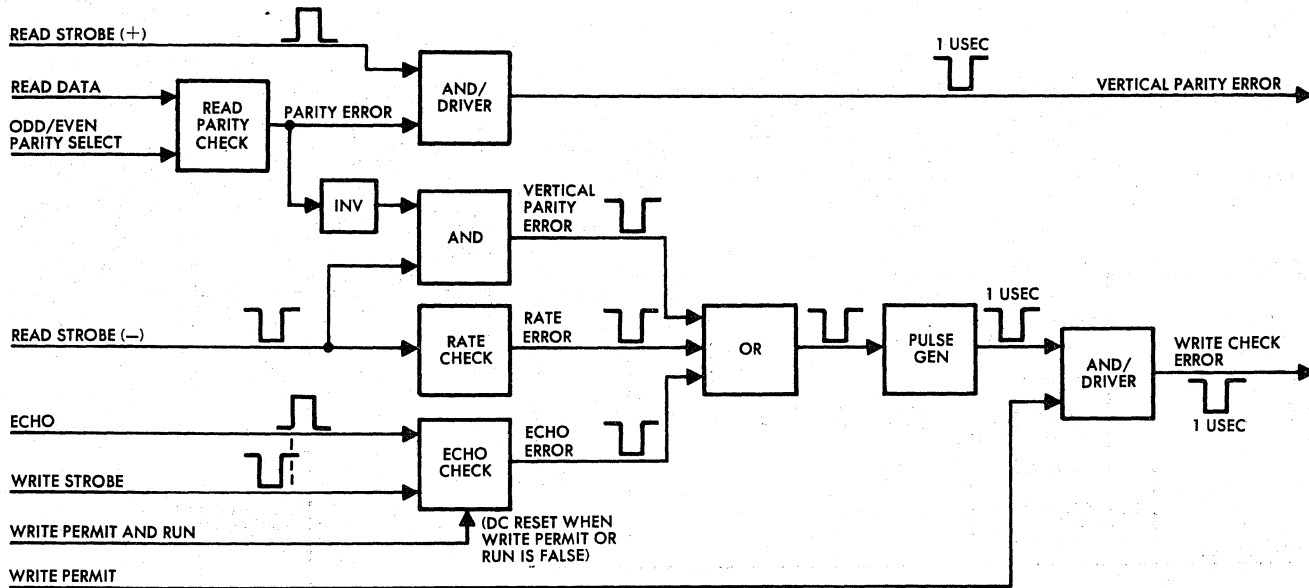 READ STROBE (+)
1 USEC
READ DATA
VERTICAL PARITY ERROR
AND/
DRIVER
READ
PARITY
CHECK
PARITY ERROR
ODD/EVEN
PARITY SELECT
INV
AND
VERTICAL
PARITY
ERROR
READ STROBE (—)
RATE
CHECK
RATE
ERROR
OR
PULSE
GEN
1 USEC
AND/
DRIVER
WRITE CHECK
ERROR
1 USEC
ECHO
ECHO
CHECK
ECHO
ERROR
WRITE STROBE
WRITE PERMIT AND RUN
(DC RESET WHEN
WRITE PERMIT OR
RUN IS FALSE)
WRITE PERMIT